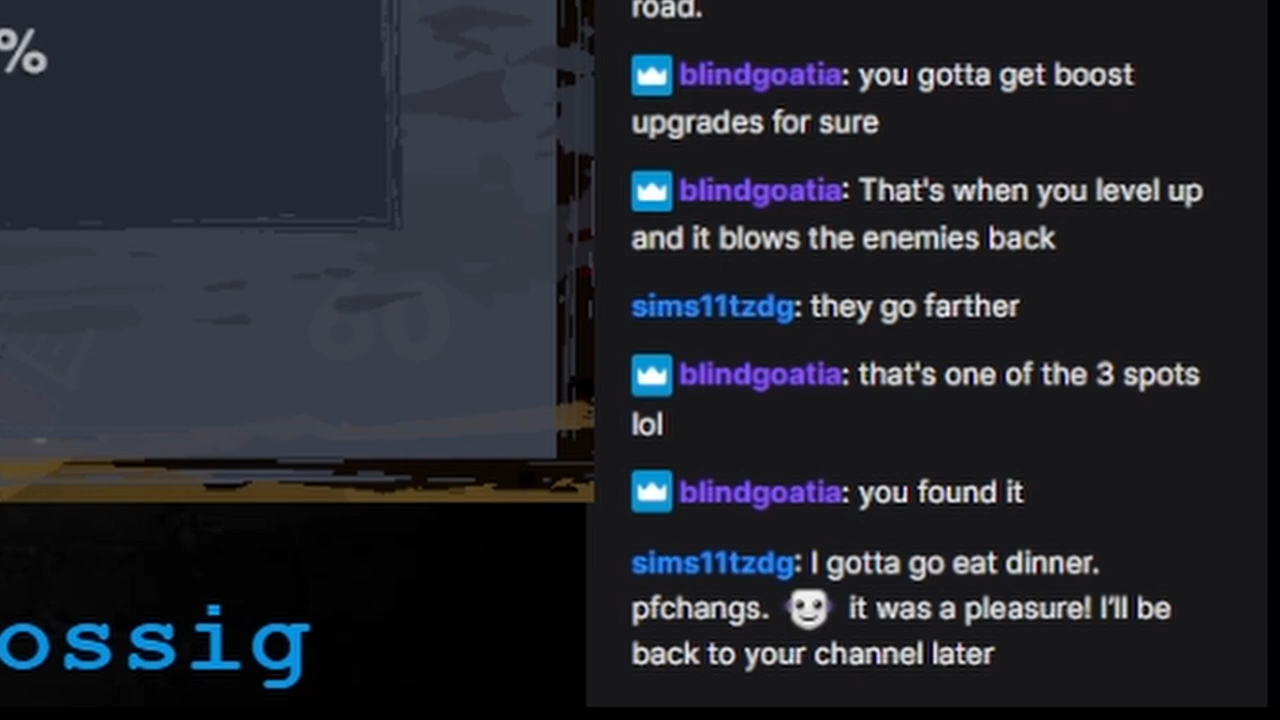 road.
%
blindgoatia: you gotta get boost
upgrades for sure
blindgoatia: That's when you level up
and it blows the enemies back
sims11tzdg: they go farther
blindgoatia: that's one of the 3 spots
lol
blindgoatia: you found it
sims11tzdg: I gotta go eat dinner.
pfchangs. it was a pleasure! I’ll be
back to your channel later
ossig